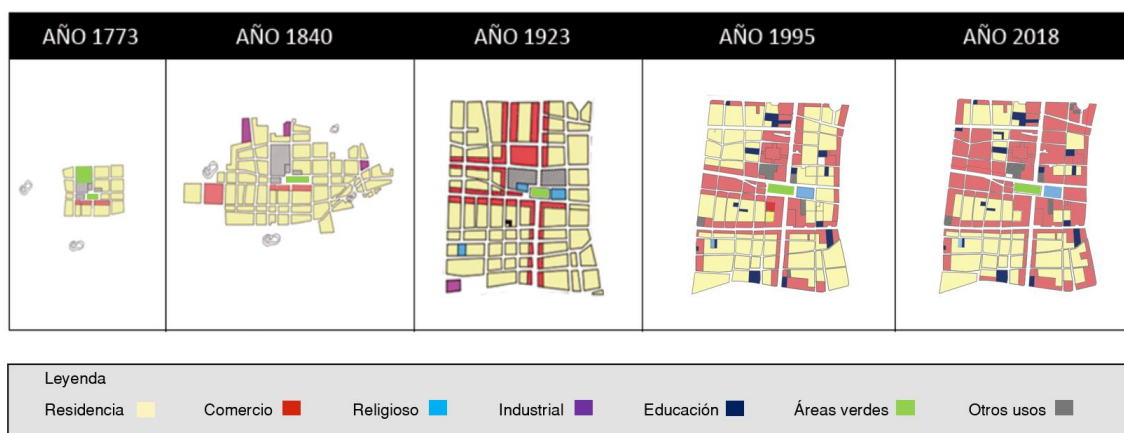 AÑO 1773 AÑO 1840 AÑO 1923 AÑO 1995 AÑO 2018
Leyenda
Residencia Comercio Religioso Industrial Educación Áreas verdes Otros usos